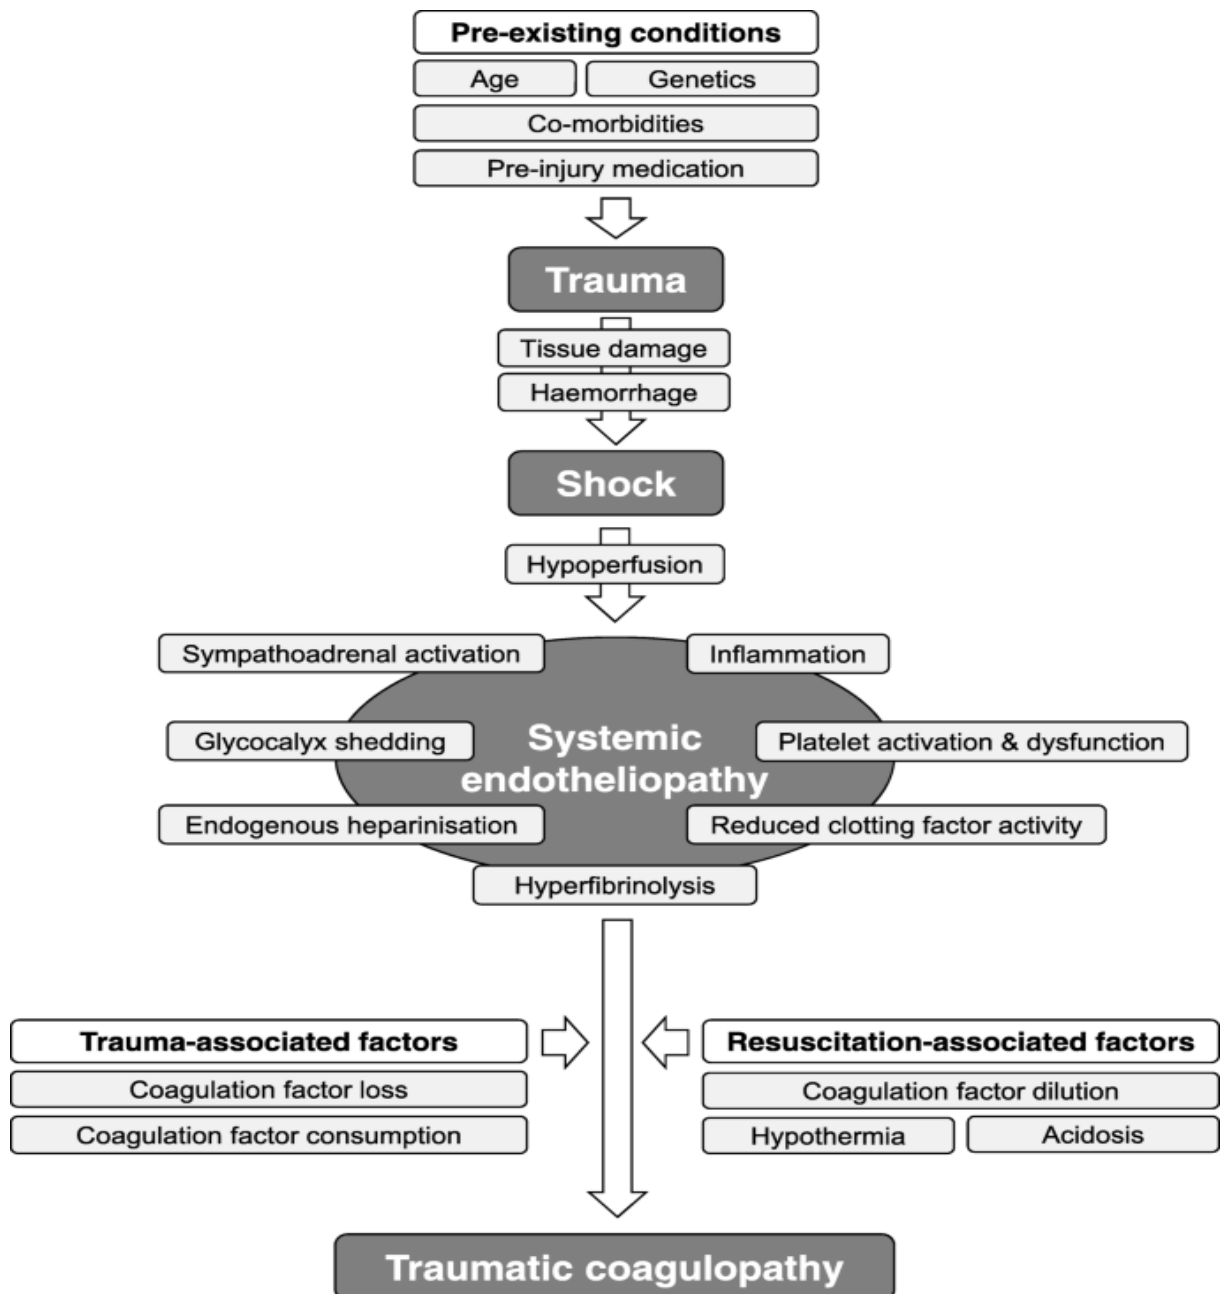 Pre-existing conditions
Age
Genetics
Co-morbidities
Pre-injury medication
Trauma
Tissue damage
Haemorrhage
Shock
Hypoperfusion
Sympathoadrenal activation
Inflammation
Glycocalyx shedding
Systemic
endotheliopathy
Platelet activation & dysfunction
Endogenous heparinisation
Reduced clotting factor activity
Hyperfibrinolysis
Trauma-associated factors
Coagulation factor loss
Coagulation factor consumption
Resuscitation-associated factors
Coagulation factor dilution
Hypothermia
Acidosis
Traumatic coagulopathy